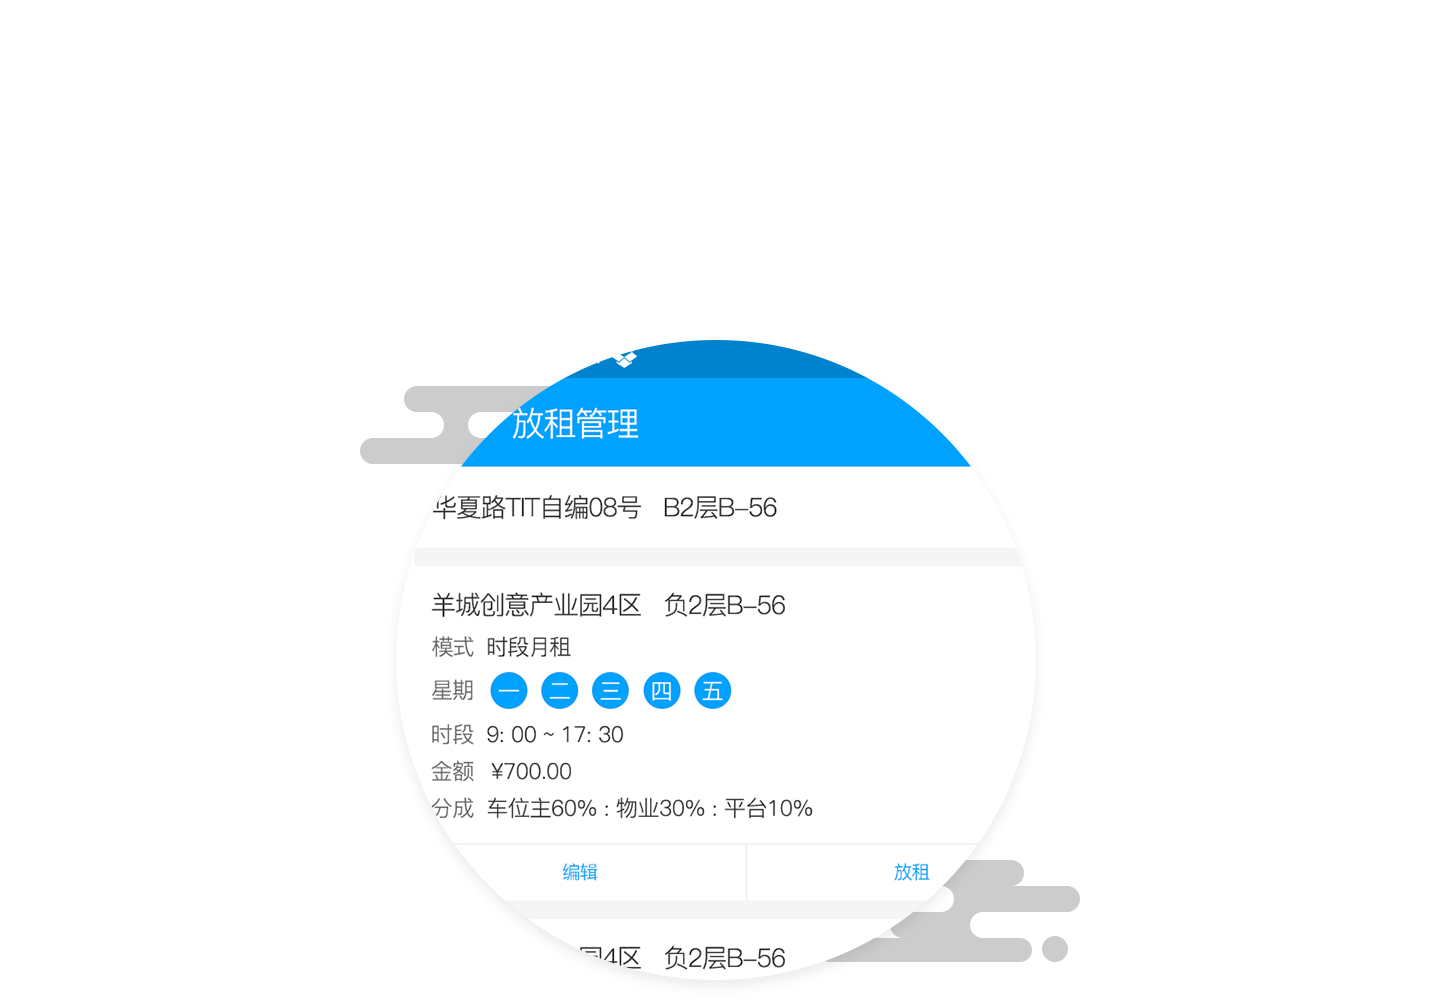 放租管理
华夏路TIT自编08号 B2层B-56
羊城创意产业园4区 负2层B-56
模式 时段月租
星期 一 二 三 四 五
时段 9: 00 ~ 17: 30
金额 ¥700.00
分成 车位主60% : 物业30% : 平台10%
编辑 放租
园4区 负2层B-56